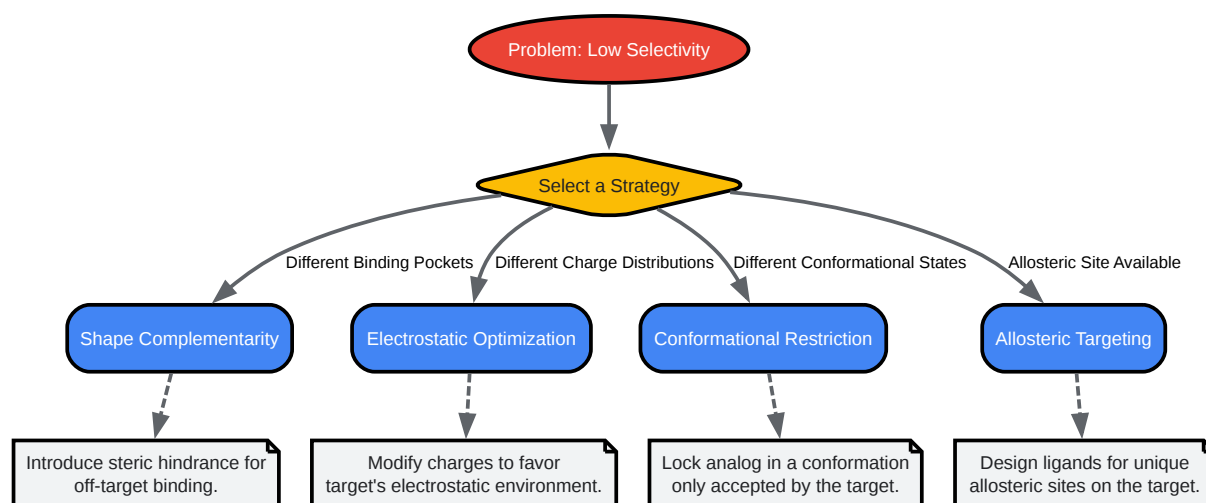 Problem: Low Selectivity
Select a Strategy
Different Binding Pockets
Different Charge Distributions
Different Conformational States
Allosteric Site Available
Shape Complementarity
Electrostatic Optimization
Conformational Restriction
Allosteric Targeting
Introduce steric hindrance for
off-target binding.
Modify charges to favor
target's electrostatic environment.
Lock analog in a conformation
only accepted by the target.
Design ligands for unique
allosteric sites on the target.